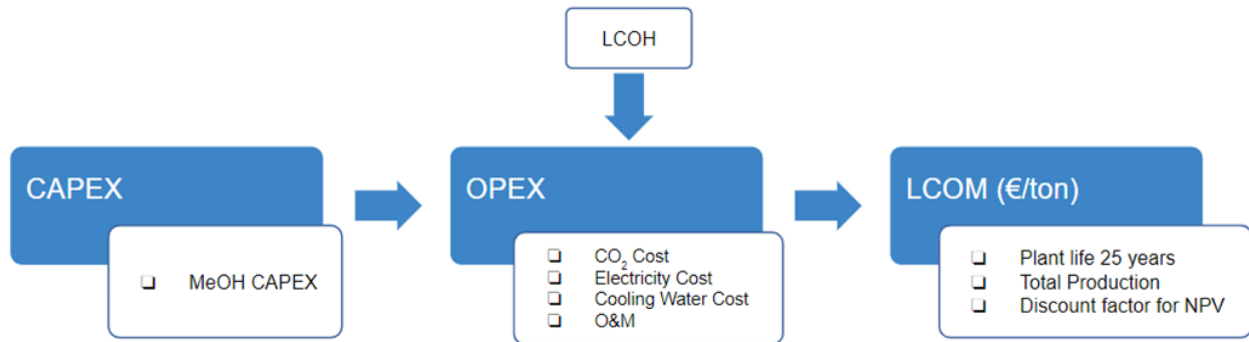 LCOH
CAPEX
❑ MeOH CAPEX
OPEX
❑ CO₂ Cost
❑ Electricity Cost
❑ Cooling Water Cost
❑ O&M
LCOM (€/ton)
❑ Plant life 25 years
❑ Total Production
❑ Discount factor for NPV